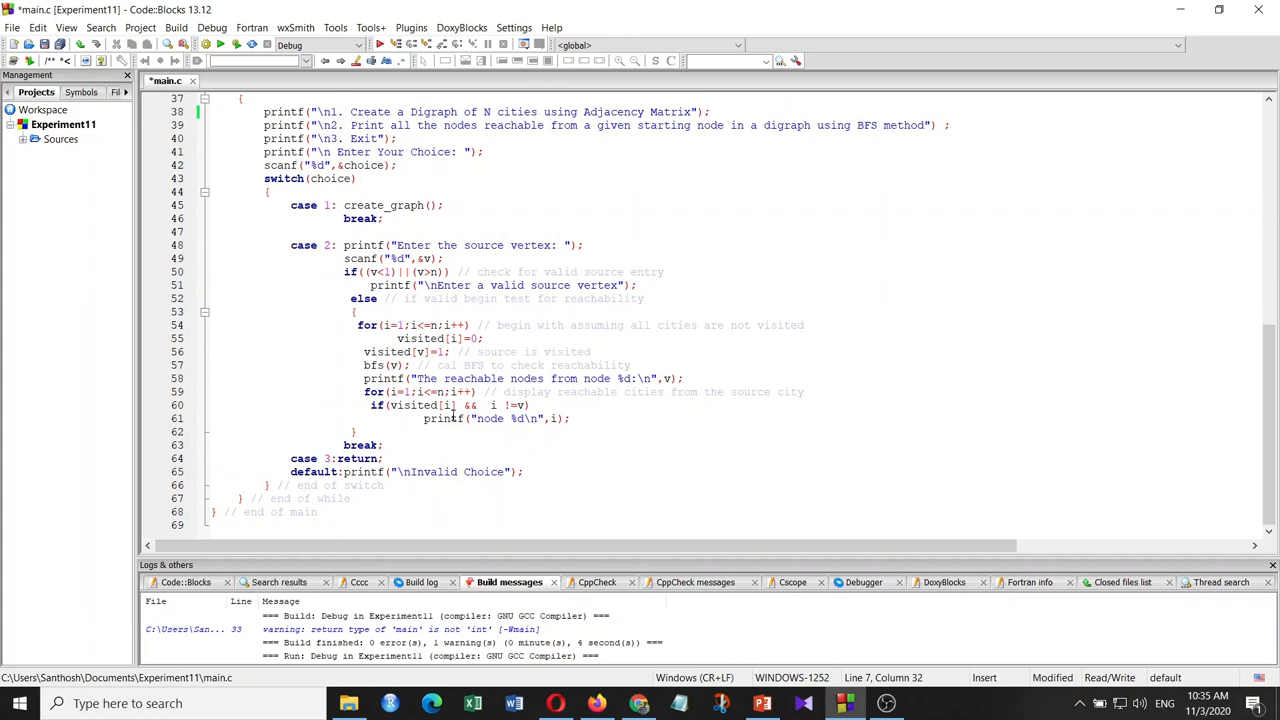 *main.c [Experiment11] - Code::Blocks 13.12
File Edit View Search Project Build Debug Fortran wxSmith Tools Tools+ Plugins DoxyBlocks Settings Help
Debug <global>
/** *< S C
Management
Projects Symbols Fil
*main.c
Workspace
Experiment11
Sources
37 {
38 printf("\n1. Create a Digraph of N cities using Adjacency Matrix");
39 printf("\n2. Print all the nodes reachable from a given starting node in a digraph using BFS method") ;
40 printf("\n3. Exit");
41 printf("\n Enter Your Choice: ");
42 scanf("%d",&choice);
43 switch(choice)
44 {
45 case 1: create_graph();
46 break;
47
48 case 2: printf("Enter the source vertex: ");
49 scanf("%d",&v);
50 if((v<1)||(v>n)) // check for valid source entry
51 printf("\nEnter a valid source vertex");
52 else // if valid begin test for reachability
53 {
54 for(i=1;i<=n;i++) // begin with assuming all cities are not visited
55 visited[i]=0;
56 visited[v]=1; // source is visited
57 bfs(v); // cal BFS to check reachability
58 printf("The reachable nodes from node %d:\n",v);
59 for(i=1;i<=n;i++) // display reachable cities from the source city
60 if(visited[i] && i !=v)
61 printf("node %d\n",i);
62 }
63 break;
64 case 3:return;
65 default:printf("\nInvalid Choice");
66 } // end of switch
67 } // end of while
68 } // end of main
69
Logs & others
Code::Blocks Search results Cccc Build log Build messages CppCheck CppCheck messages Cscope Debugger DoxyBlocks Fortran info Closed files list Thread search
File Line Message
=== Build: Debug in Experiment11 (compiler: GNU GCC Compiler) ===
C:\Users\San... 33 warning: return type of 'main' is not 'int' [-Wmain]
=== Build finished: 0 error(s), 1 warning(s) (0 minute(s), 4 second(s)) ===
=== Run: Debug in Experiment11 (compiler: GNU GCC Compiler) ===
C:\Users\Santhosh\Documents\Experiment11\main.c Windows (CR+LF) WINDOWS-1252 Line 7, Column 32 Insert Modified Read/Write default
Type here to search
ENG
10:35 AM
11/3/2020